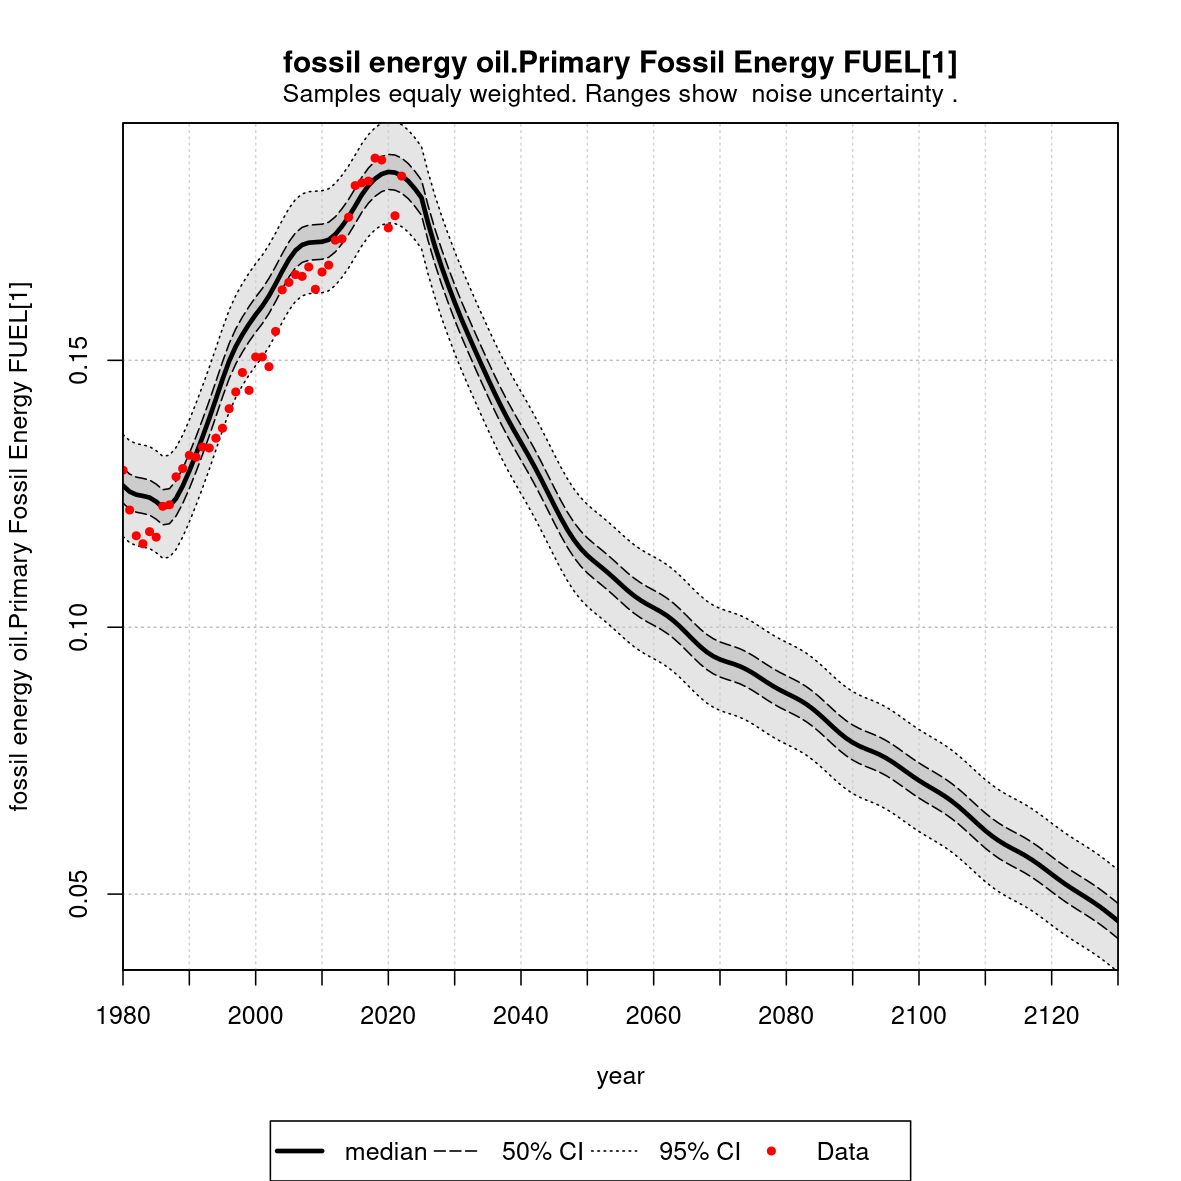 fossil energy oil.Primary Fossil Energy FUEL[1]
Samples equaly weighted. Ranges show  noise uncertainty .
fossil energy oil.Primary Fossil Energy FUEL[1]
0.15
0.10
0.05
1980 2000 2020 2040 2060 2080 2100 2120
year
median 50% CI 95% CI Data